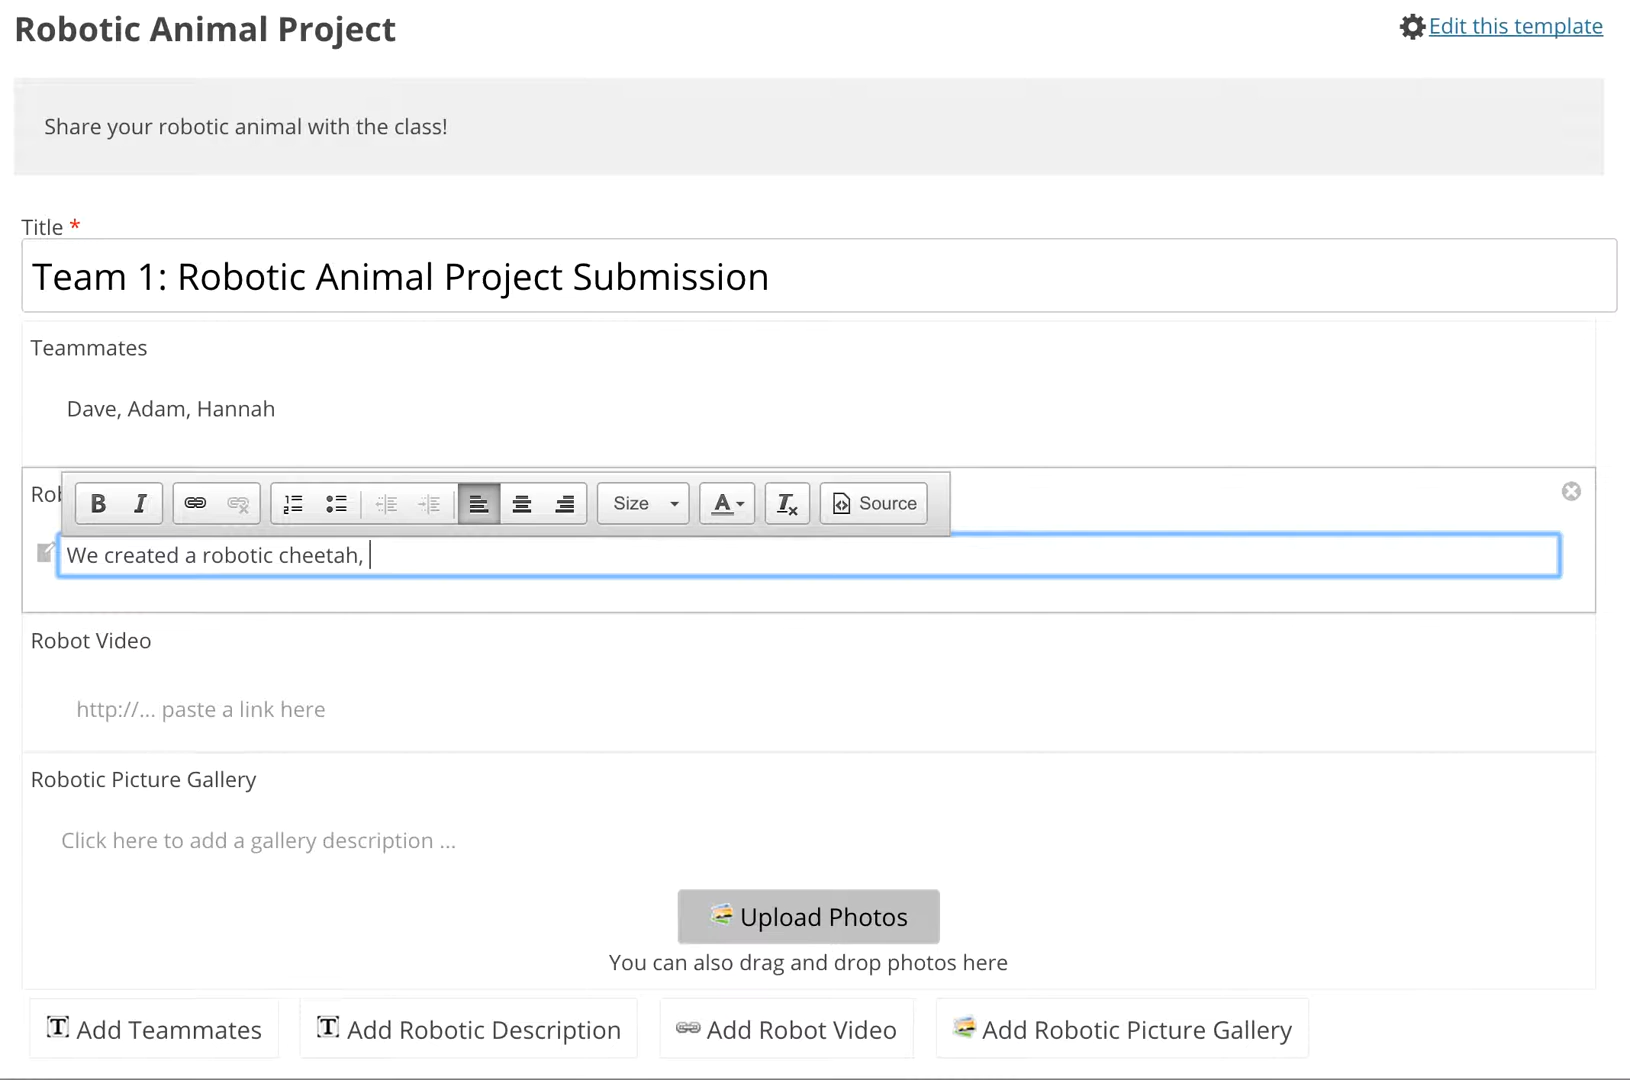 Robotic Animal Project
Edit this template
Share your robotic animal with the class!
Title *
Team 1: Robotic Animal Project Submission
Teammates
Dave, Adam, Hannah
B I Size A Source
We created a robotic cheetah,
Robot Video
http://... paste a link here
Robotic Picture Gallery
Click here to add a gallery description ...
Upload Photos
You can also drag and drop photos here
Add Teammates Add Robotic Description Add Robot Video Add Robotic Picture Gallery